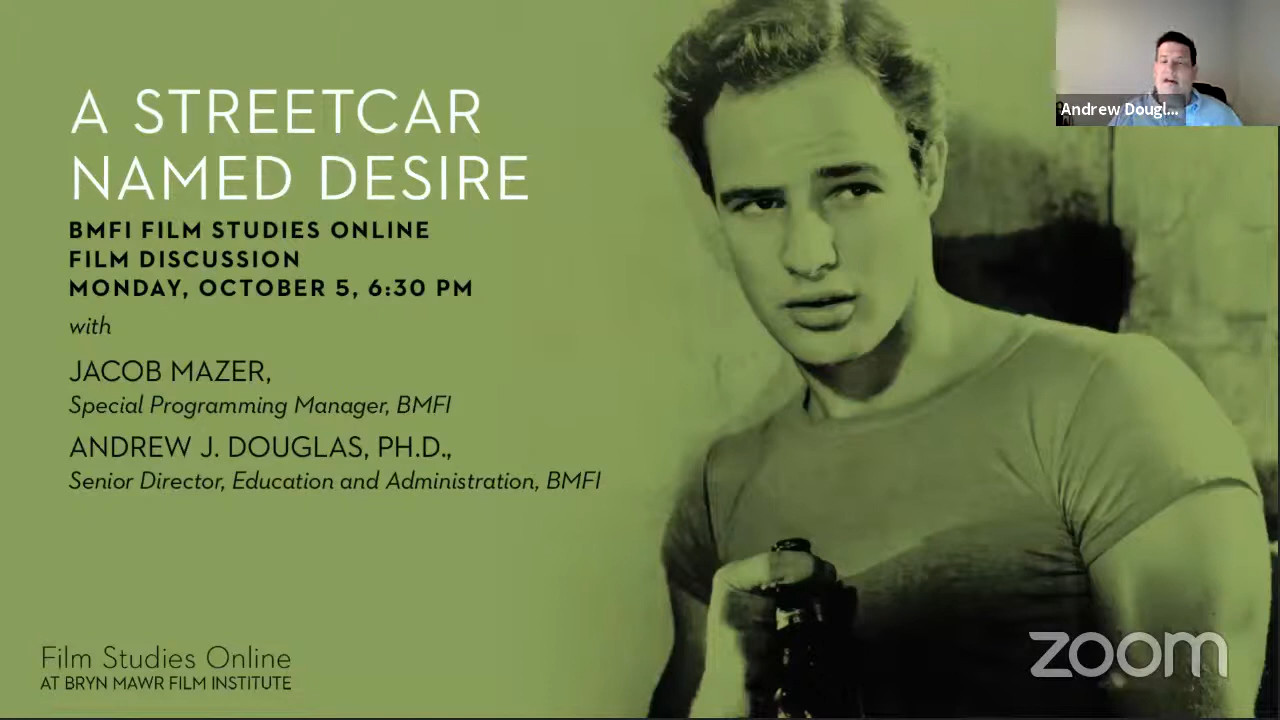 A STREETCAR
NAMED DESIRE
BMFI FILM STUDIES ONLINE
FILM DISCUSSION
MONDAY, OCTOBER 5, 6:30 PM
with
JACOB MAZER,
Special Programming Manager, BMFI
ANDREW J. DOUGLAS, PH.D.,
Senior Director, Education and Administration, BMFI
Film Studies Online
AT BRYN MAWR FILM INSTITUTE
Andrew Dougl...
zoom